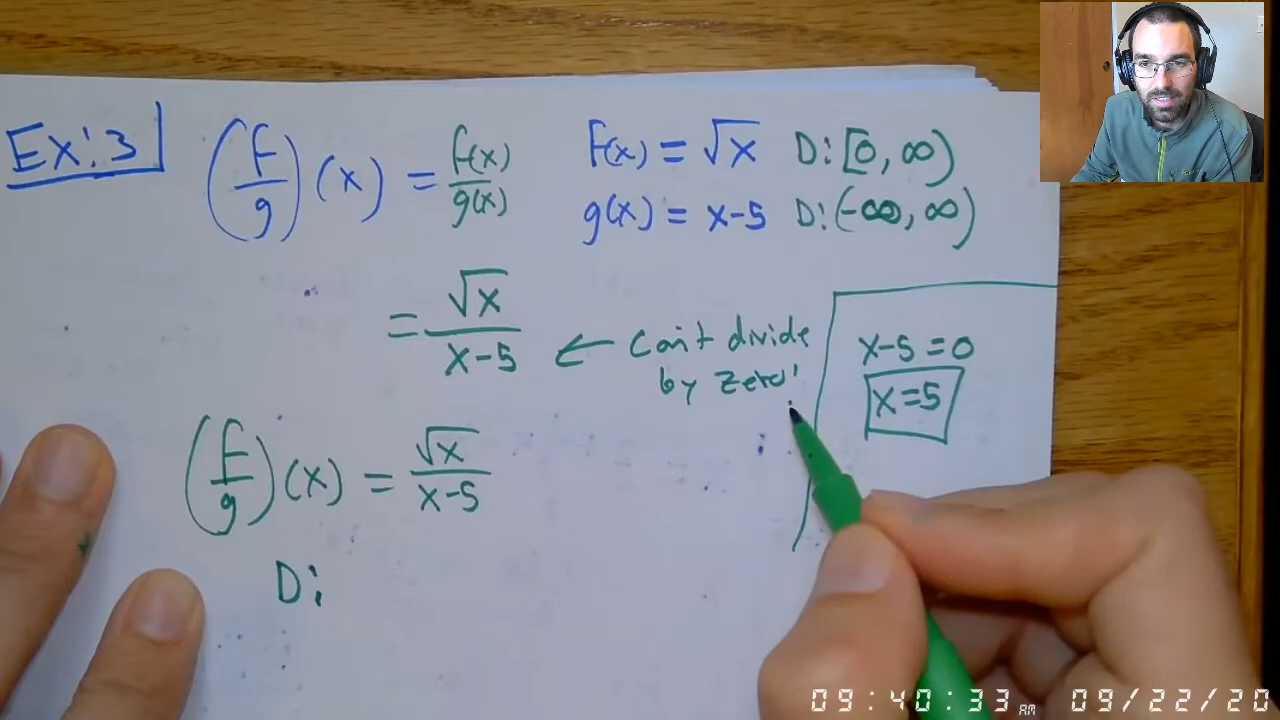 Ex: 3
(f/g)(x) = f(x)/g(x)
f(x) = √x D: [0, ∞)
g(x) = x-5 D: (-∞, ∞)
= √x/x-5 ← Can't divide
by zero!
x-5=0
x=5
(f/g)(x) = √x/x-5
D:
09:40:33 AM 09/22/20